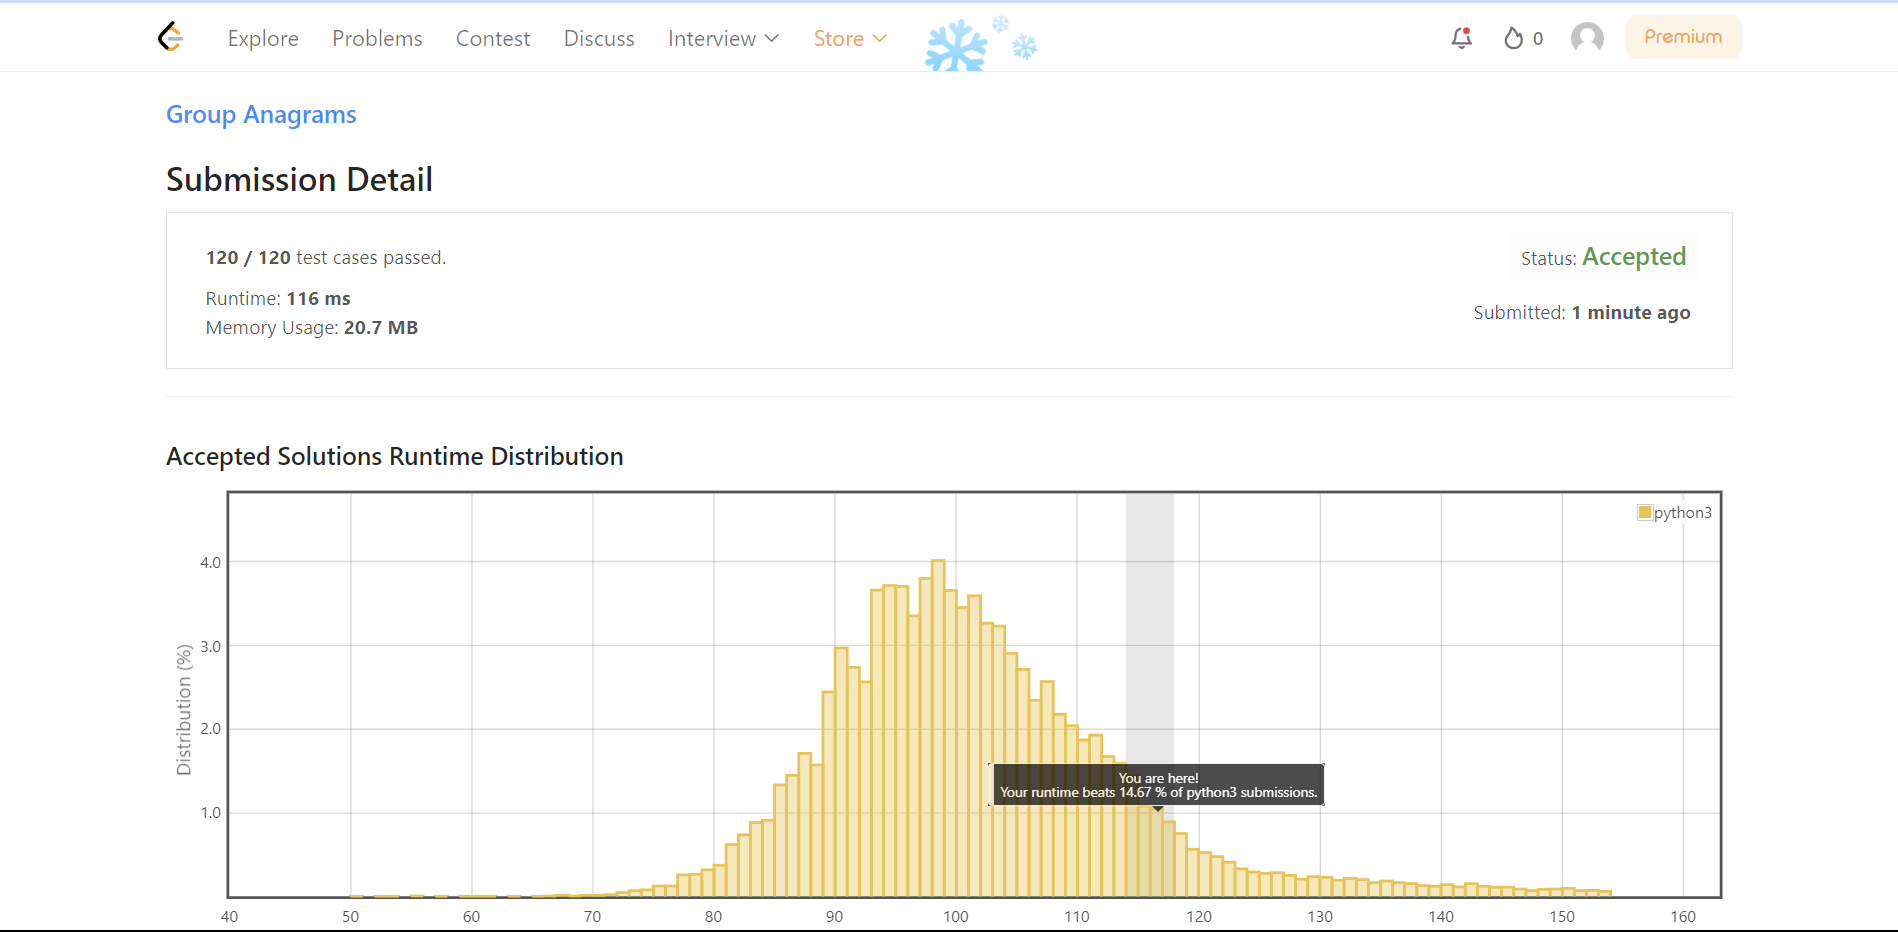 Explore Problems Contest Discuss Interview Store 0 Premium
Group Anagrams
Submission Detail
120 / 120 test cases passed.
Status: Accepted
Runtime: 116 ms
Submitted: 1 minute ago
Memory Usage: 20.7 MB
Accepted Solutions Runtime Distribution
python3
4.0
3.0
2.0
1.0
Distribution (%)
You are here!
Your runtime beats 14.67 % of python3 submissions.
40 50 60 70 80 90 100 110 120 130 140 150 160